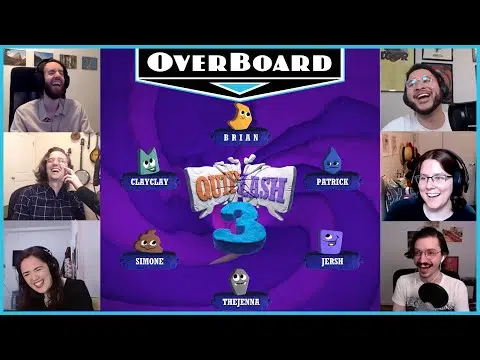 OVERBOARD
BRIAN
CLAYCLAY
PATRICK
QUIPLASH
3
SIMONE
JERSH
THEJENNA